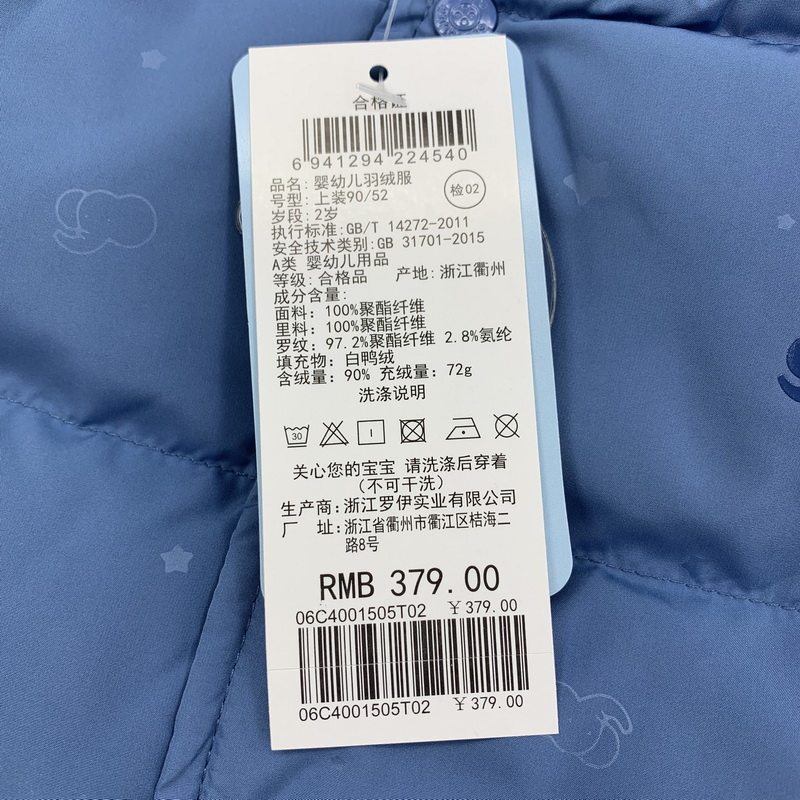 合格证
6 941294 224540
品名: 婴幼儿羽绒服
检02
号型: 上装90/52
岁段: 2岁
执行标准:GB/T 14272-2011
安全技术类别:GB 31701-2015
A类 婴幼儿用品
等级: 合格品 产地: 浙江衢州
成分含量:
面料: 100%聚酯纤维
里料: 100%聚酯纤维
罗纹: 97.2%聚酯纤维 2.8%氨纶
填充物: 白鸭绒
含绒量: 90% 充绒量: 72g
洗涤说明
30
关心您的宝宝 请洗涤后穿着
(不可干洗)
生产商:浙江罗伊实业有限公司
厂 址:浙江省衢州市衢江区桔海二
路8号
RMB 379.00
06C4001505T02 ￥379.00
06C4001505T02 ￥379.00